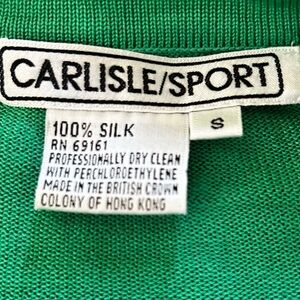 CARLISLE/SPORT
S
100% SILK
RN 69161
PROFESSIONALLY DRY CLEAN
WITH PERCHLOROETHYLENE
MADE IN THE BRITISH CROWN
COLONY OF HONG KONG